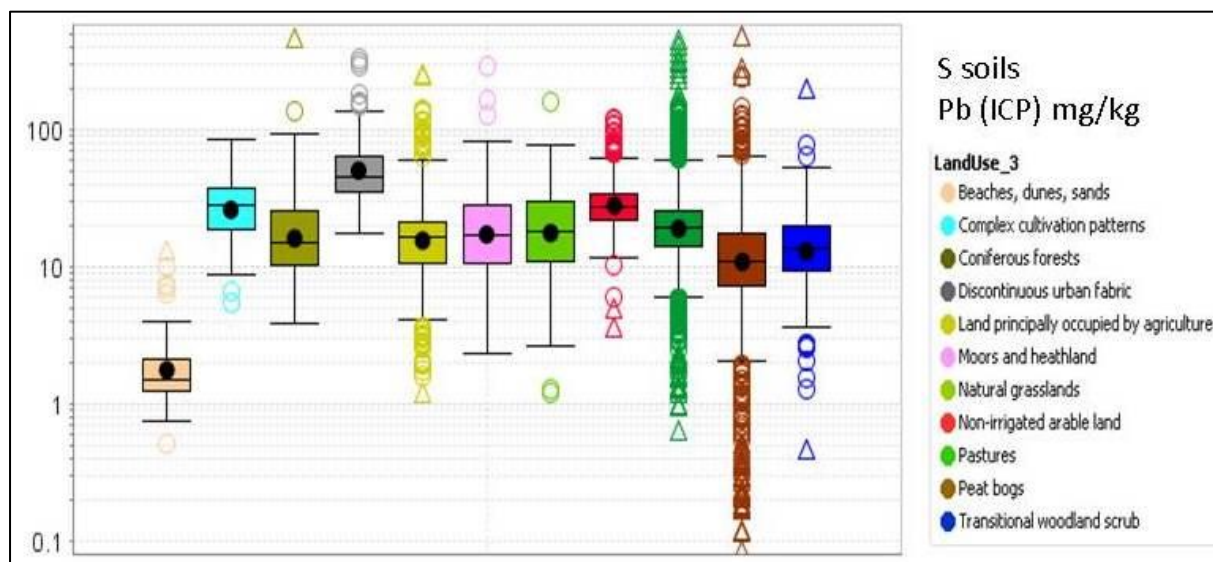 S soils
Pb (ICP) mg/kg
100
10
1
0.1
LandUse_3
Beaches, dunes, sands
Complex cultivation patterns
Coniferous forests
Discontinuous urban fabric
Land principally occupied by agriculture
Moors and heathland
Natural grasslands
Non-irrigated arable land
Pastures
Peat bogs
Transitional woodland scrub